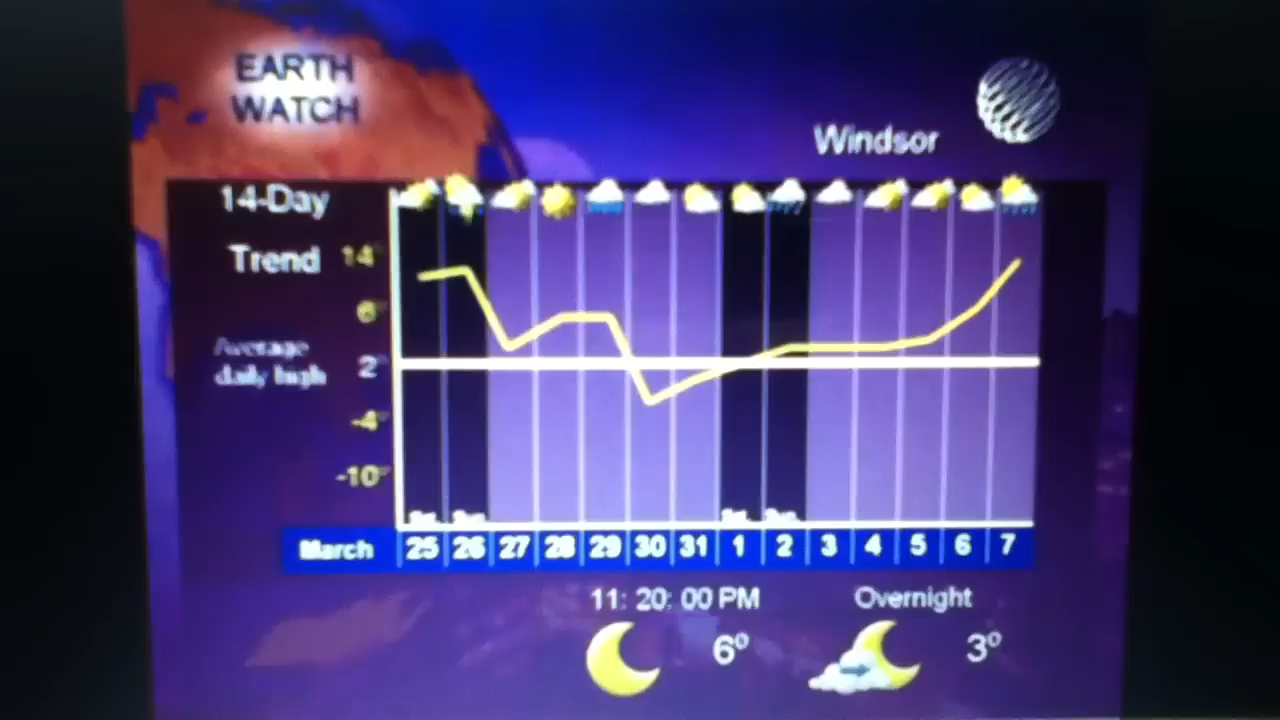 EARTH
WATCH
Windsor
14-Day
Trend
14°
6°
Average
daily high
2°
-4°
-10°
March 25 26 27 28 29 30 31 1 2 3 4 5 6 7
11: 20: 00 PM
Overnight
6°
3°